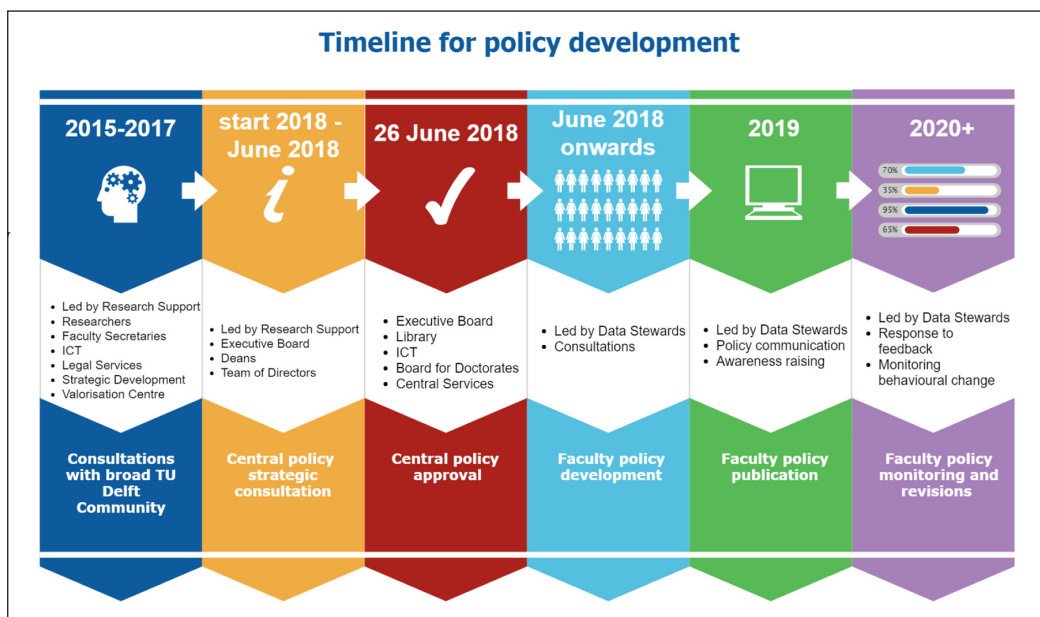 Timeline for policy development
2015-2017
start 2018 -
June 2018
26 June 2018
June 2018
onwards
2019
2020+
70%
35%
95%
65%
• Led by Research Support
• Researchers
• Faculty Secretaries
• ICT
• Legal Services
• Strategic Development
• Valorisation Centre
• Led by Research Support
• Executive Board
• Deans
• Team of Directors
• Executive Board
• Library
• ICT
• Board for Doctorates
• Central Services
• Led by Data Stewards
• Consultations
• Led by Data Stewards
• Policy communication
• Awareness raising
• Led by Data Stewards
• Response to
feedback
• Monitoring
behavioural change
Consultations
with broad TU
Delft
Community
Central policy
strategic
consultation
Central policy
approval
Faculty policy
development
Faculty policy
publication
Faculty policy
monitoring and
revisions